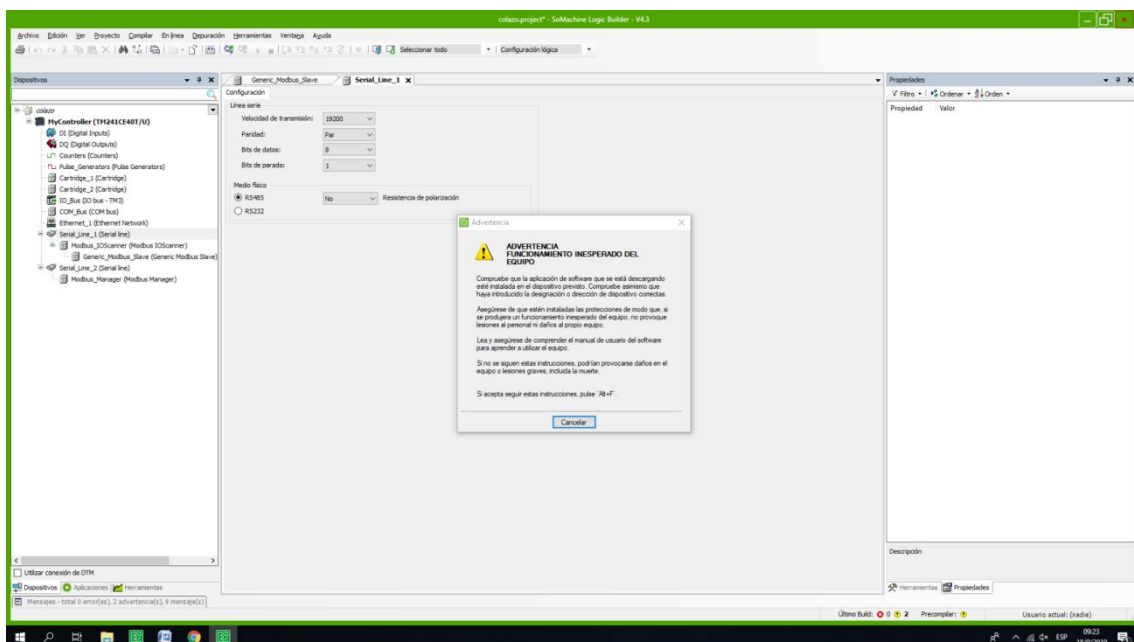 colazo.project* - SoMachine Logic Builder - V4.3
Archivo Edición Ver Proyecto Compilar En línea Depuración Herramientas Ventana Ayuda
Seleccionar todo
Configuración lógica
Dispositivos
Generic_Modbus_Slave
Serial_Line_1
Propiedades
Configuración
Filtro
Ordenar
Orden
Propiedad Valor
colazo
MyController (TM241CE40T/U)
DI (Digital Inputs)
DQ (Digital Outputs)
Counters (Counters)
Pulse_Generators (Pulse Generators)
Cartridge_1 (Cartridge)
Cartridge_2 (Cartridge)
IO_Bus (IO bus - TM3)
COM_Bus (COM bus)
Ethernet_1 (Ethernet Network)
Serial_Line_1 (Serial line)
Modbus_IOScanner (Modbus IOScanner)
Generic_Modbus_Slave (Generic Modbus Slave)
Serial_Line_2 (Serial line)
Modbus_Manager (Modbus Manager)
Línea serie
Velocidad de transmisión: 19200
Paridad: Par
Bits de datos: 8
Bits de parada: 1
Medio físico
RS485 No Resistencia de polarización
RS232
Advertencia
ADVERTENCIA
FUNCIONAMIENTO INESPERADO DEL
EQUIPO
Compruebe que la aplicación de software que se está descargando
esté instalada en el dispositivo previsto. Compruebe asimismo que
haya introducido la designación o dirección de dispositivo correctas.
Asegúrese de que estén instaladas las protecciones de modo que, si
se produjera un funcionamiento inesperado del equipo, no provoque
lesiones al personal ni daños al propio equipo.
Lea y asegúrese de comprender el manual de usuario del software
para aprender a utilizar el equipo.
Si no se siguen estas instrucciones, podrían provocarse daños en el
equipo o lesiones graves, incluida la muerte.
Si acepta seguir estas instrucciones, pulse 'Alt+F'.
Cancelar
Descripción
Utilizar conexión de DTM
Dispositivos
Aplicaciones
Herramientas
Herramientas
Propiedades
Mensajes - total 0 error(es), 2 advertencia(s), 9 mensaje(s)
Último Build: 0 2 Precompilar:
Usuario actual: (nadie)
ESP
09:23